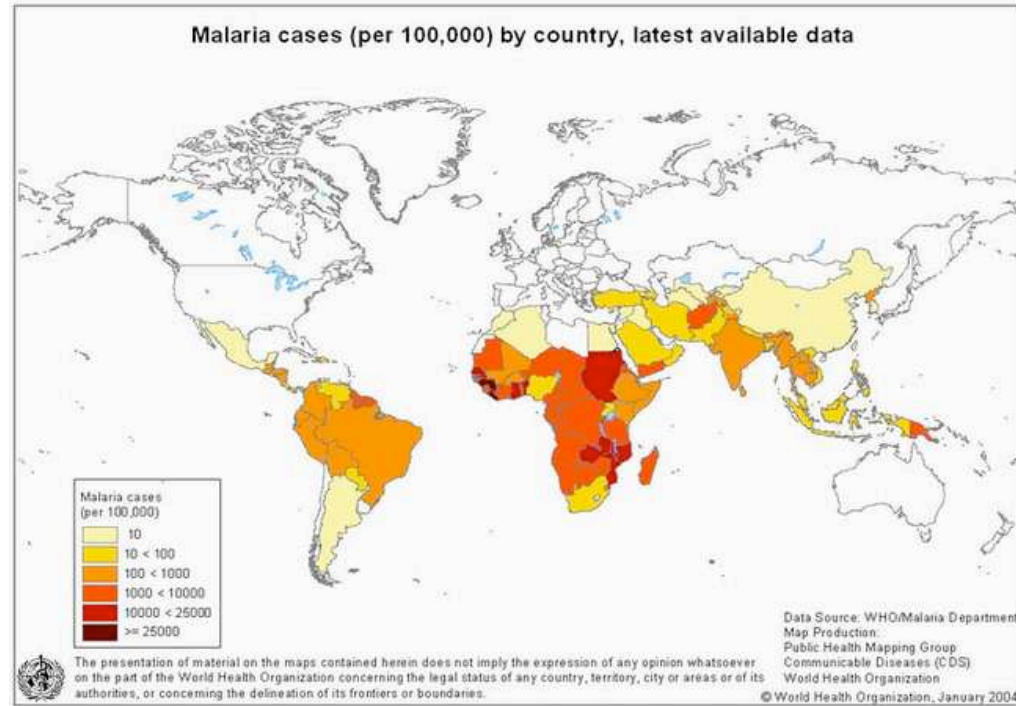 Malaria cases (per 100,000) by country, latest available data
Malaria cases
(per 100,000)
10
10 < 100
100 < 1000
1000 < 10000
10000 < 25000
>= 25000
The presentation of material on the maps contained herein does not imply the expression of any opinion whatsoever
on the part of the World Health Organization concerning the legal status of any country, territory, city or areas or of its
authorities, or concerning the delineation of its frontiers or boundaries.
Data Source: WHO/Malaria Department
Map Production:
Public Health Mapping Group
Communicable Diseases (CDS)
World Health Organization
© World Health Organization, January 2004